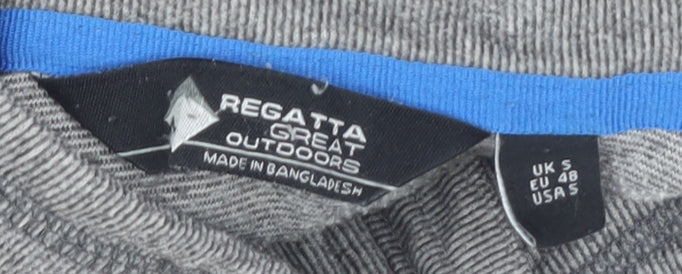 REGATTA
GREAT
OUTDOORS
MADE IN BANGLADESH
UK S
EU 48
USA S